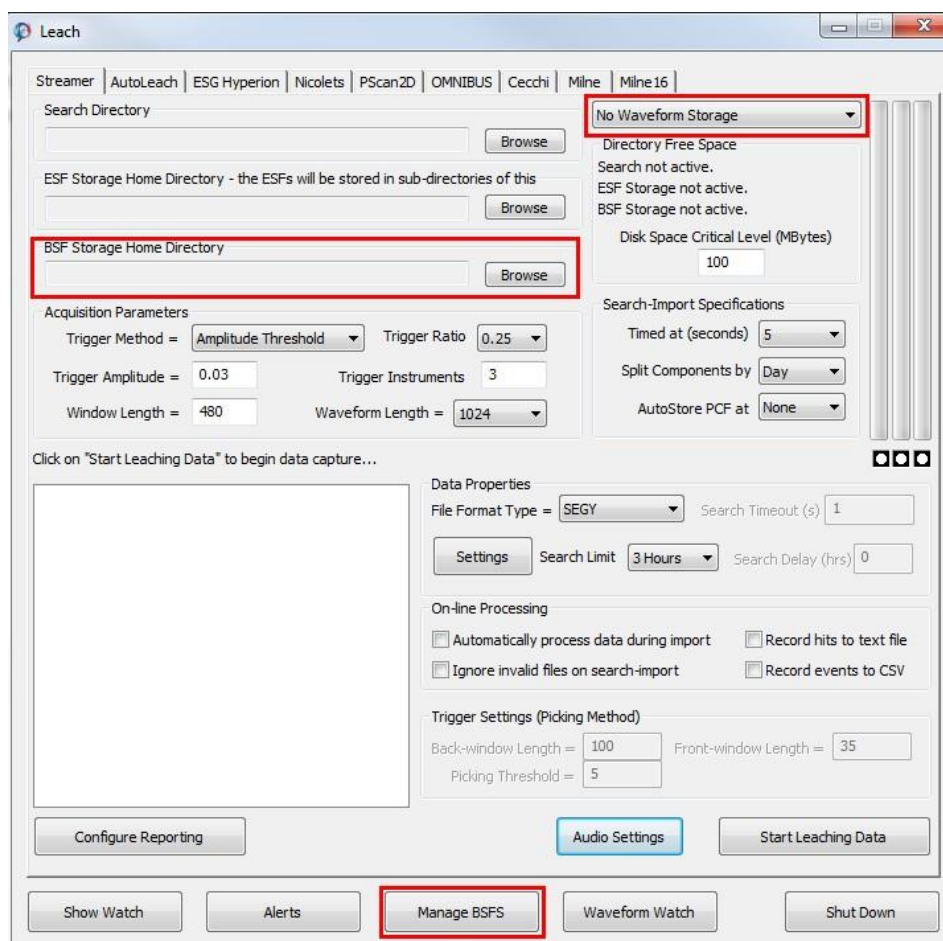 Leach
Streamer AutoLeach ESG Hyperion Nicolets PScan2D OMNIBUS Cecchi Milne Milne16
Search Directory
Browse
ESF Storage Home Directory - the ESFs will be stored in sub-directories of this
Browse
BSF Storage Home Directory
Browse
No Waveform Storage
Directory Free Space
Search not active.
ESF Storage not active.
BSF Storage not active.
Disk Space Critical Level (MBytes)
100
Acquisition Parameters
Trigger Method = Amplitude Threshold Trigger Ratio 0.25
Trigger Amplitude = 0.03 Trigger Instruments 3
Window Length = 480 Waveform Length = 1024
Search-Import Specifications
Timed at (seconds) 5
Split Components by Day
AutoStore PCF at None
Click on "Start Leaching Data" to begin data capture...
Data Properties
File Format Type = SEGY Search Timeout (s) 1
Settings Search Limit 3 Hours Search Delay (hrs) 0
On-line Processing
Automatically process data during import Record hits to text file
Ignore invalid files on search-import Record events to CSV
Trigger Settings (Picking Method)
Back-window Length = 100 Front-window Length = 35
Picking Threshold = 5
Configure Reporting Audio Settings Start Leaching Data
Show Watch Alerts Manage BSFS Waveform Watch Shut Down